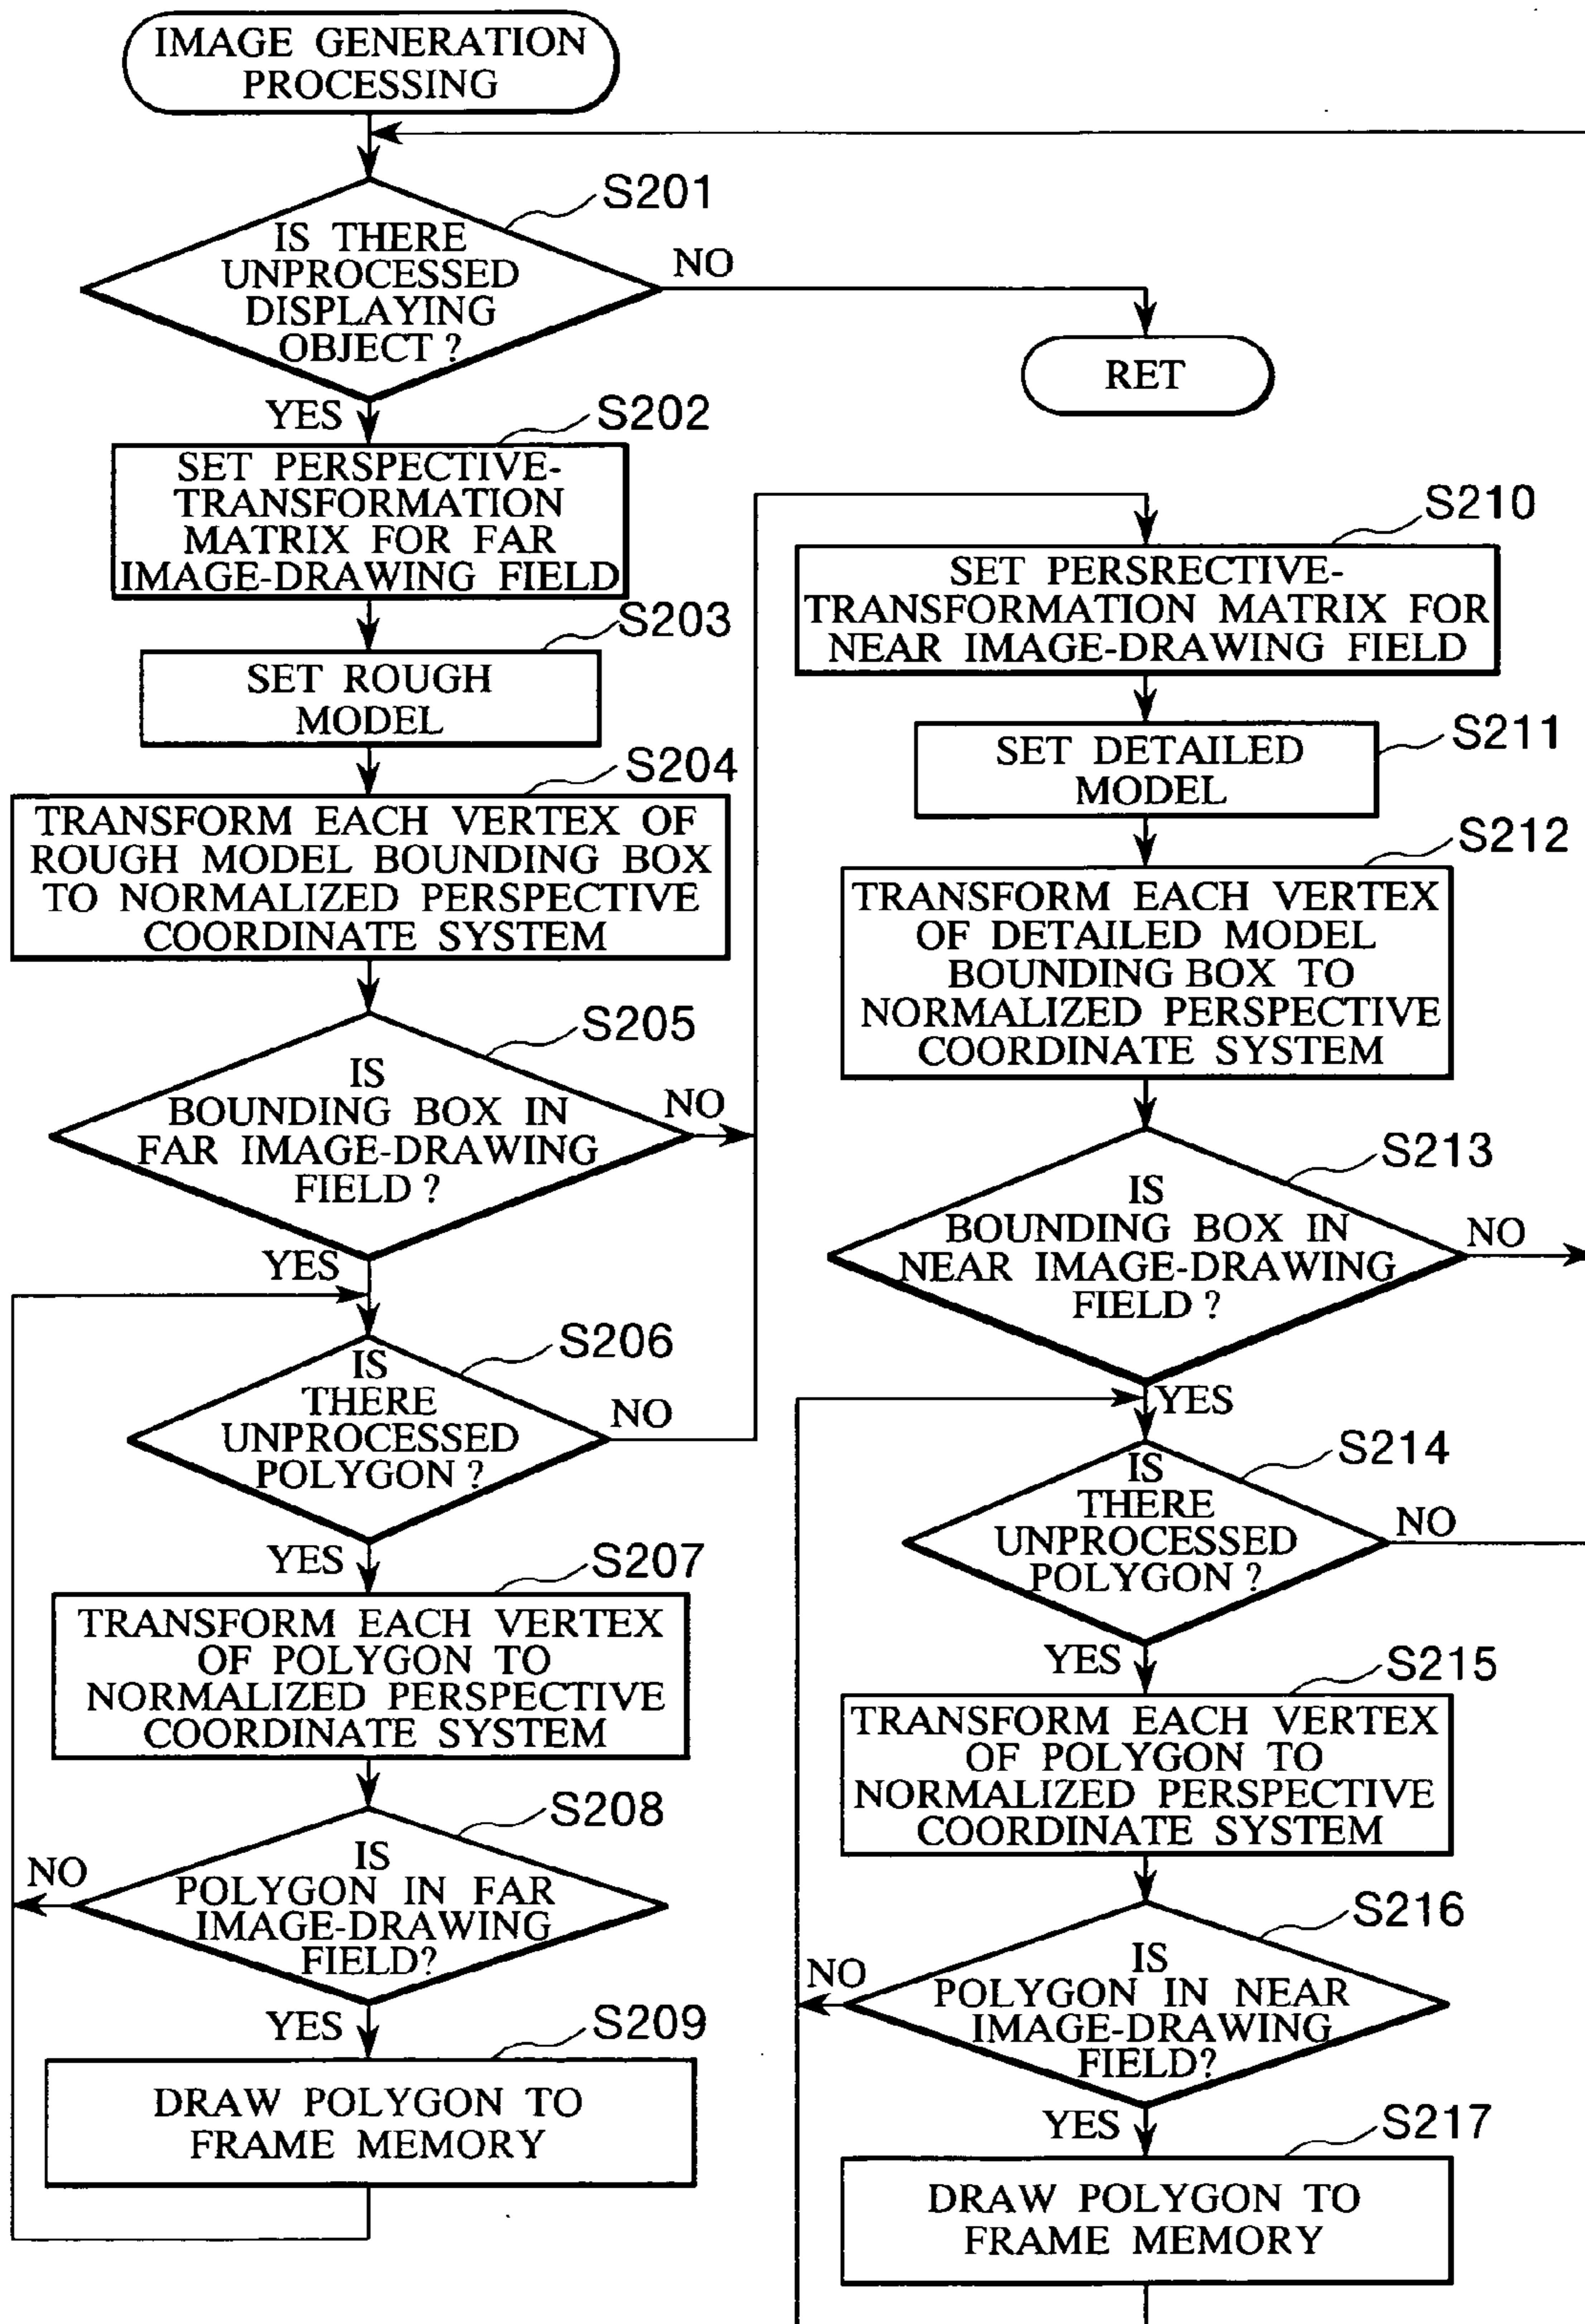 IMAGE GENERATION
PROCESSING
S201
IS THERE
UNPROCESSED
DISPLAYING
OBJECT ?
NO
RET
YES
S202
SET PERSPECTIVE-
TRANSFORMATION
MATRIX FOR FAR
IMAGE-DRAWING FIELD
S203
SET ROUGH
MODEL
S204
TRANSFORM EACH VERTEX OF
ROUGH MODEL BOUNDING BOX
TO NORMALIZED PERSPECTIVE
COORDINATE SYSTEM
S205
IS
BOUNDING BOX IN
FAR IMAGE-DRAWING
FIELD ?
NO
YES
S206
IS
THERE
UNPROCESSED
POLYGON ?
NO
YES
S207
TRANSFORM EACH VERTEX
OF POLYGON TO
NORMALIZED PERSPECTIVE
COORDINATE SYSTEM
S208
IS
POLYGON IN FAR
IMAGE-DRAWING
FIELD?
NO
YES
S209
DRAW POLYGON TO
FRAME MEMORY
S210
SET PERSRECTIVE-
TRANSFORMATION MATRIX FOR
NEAR IMAGE-DRAWING FIELD
S211
SET DETAILED
MODEL
S212
TRANSFORM EACH VERTEX
OF DETAILED MODEL
BOUNDING BOX TO
NORMALIZED PERSPECTIVE
COORDINATE SYSTEM
S213
IS
BOUNDING BOX IN
NEAR IMAGE-DRAWING
FIELD ?
NO
YES
S214
IS
THERE
UNPROCESSED
POLYGON ?
NO
YES
S215
TRANSFORM EACH VERTEX
OF POLYGON TO
NORMALIZED PERSPECTIVE
COORDINATE SYSTEM
S216
IS
POLYGON IN NEAR
IMAGE-DRAWING
FIELD?
NO
YES
S217
DRAW POLYGON TO
FRAME MEMORY